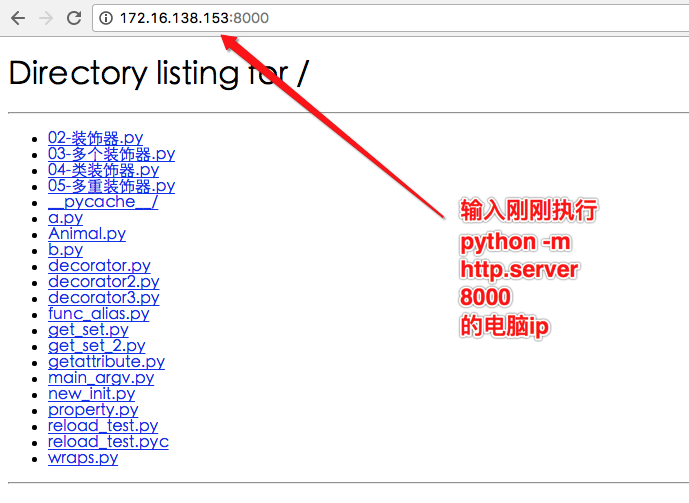 172.16.138.153:8000
Directory listing for /
02-装饰器.py
03-多个装饰器.py
04-类装饰器.py
05-多重装饰器.py
__pycache__/
a.py
Animal.py
b.py
decorator.py
decorator2.py
decorator3.py
func_alias.py
get_set.py
get_set_2.py
getattribute.py
main_argv.py
new_init.py
property.py
reload_test.py
reload_test.pyc
wraps.py
输入刚刚执行
python -m
http.server
8000
的电脑ip